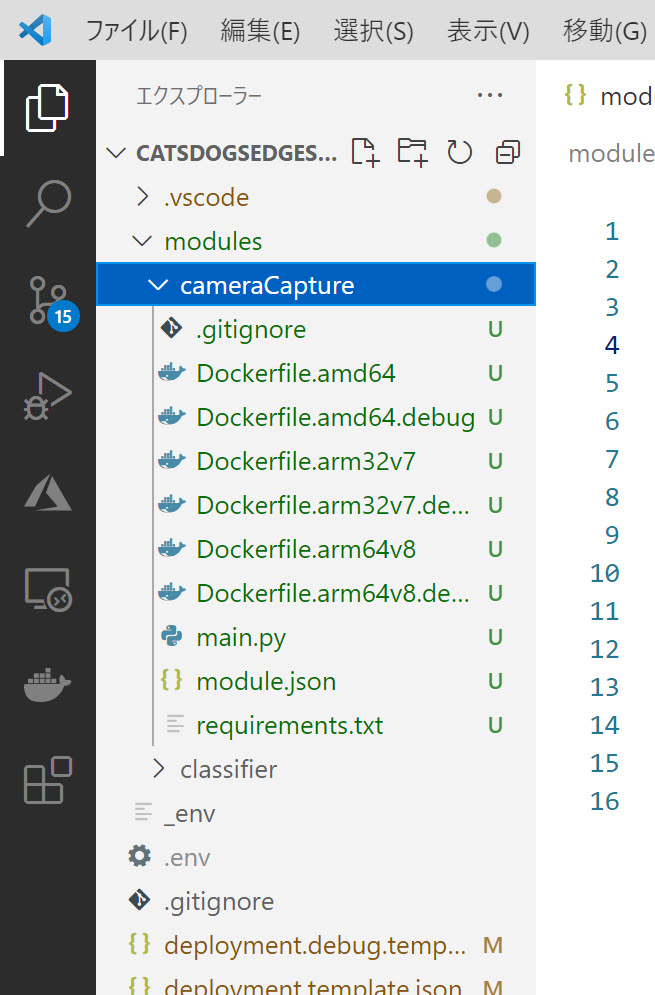 ファイル(F) 編集(E) 選択(S) 表示(V) 移動(G)
エクスプローラー ···
{ } mod
CATSDOGSEDGES...
module
.vscode
modules
cameraCapture
.gitignore U
Dockerfile.amd64 U
Dockerfile.amd64.debug U
Dockerfile.arm32v7 U
Dockerfile.arm32v7.de... U
Dockerfile.arm64v8 U
Dockerfile.arm64v8.de... U
main.py U
{ } module.json U
requirements.txt U
classifier
_env
.env
.gitignore
{ } deployment.debug.temp... M
{ } deployment.template.json M
15
1
2
3
4
5
6
7
8
9
10
11
12
13
14
15
16